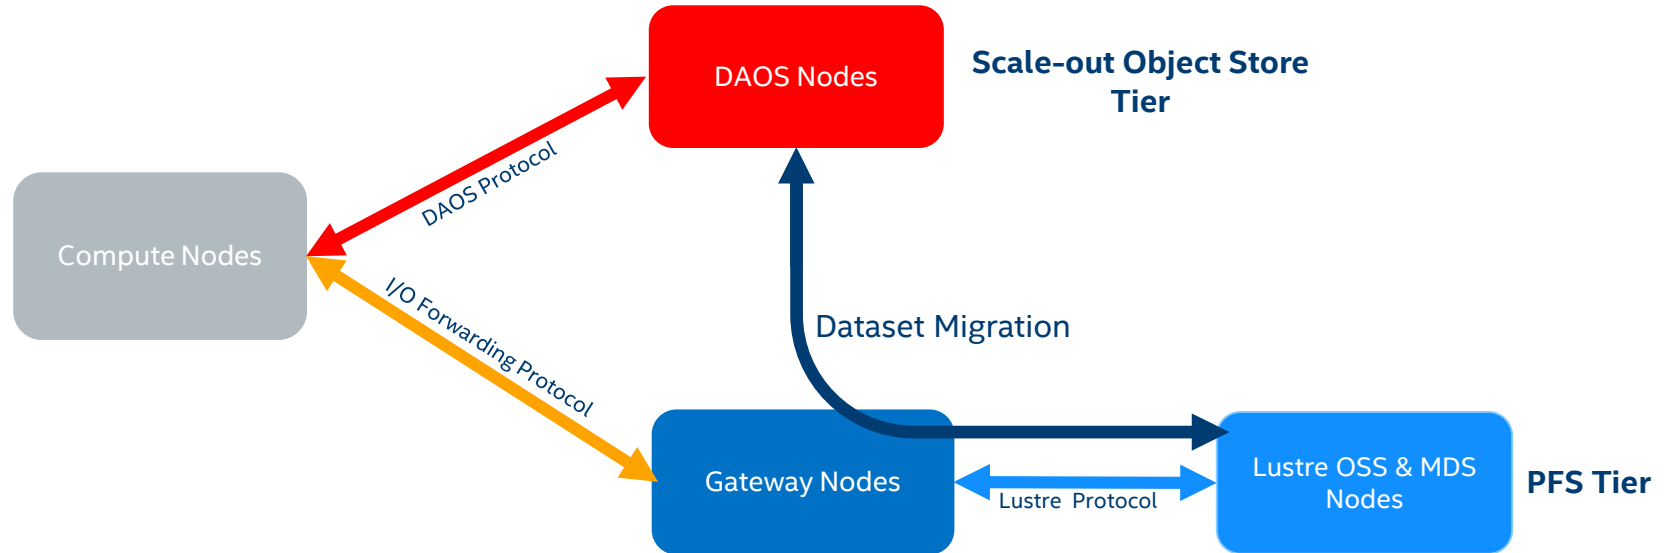 DAOS Nodes
Scale-out Object Store
Tier
DAOS Protocol
Compute Nodes
I/O Forwarding Protocol
Dataset Migration
Gateway Nodes
Lustre Protocol
Lustre OSS & MDS
Nodes
PFS Tier